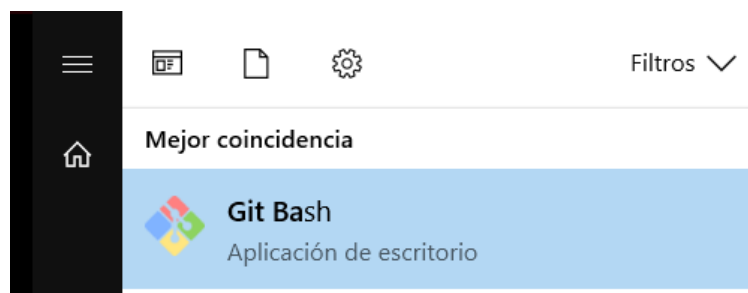 Filtros
Mejor coincidencia
Git Bash
Aplicación de escritorio